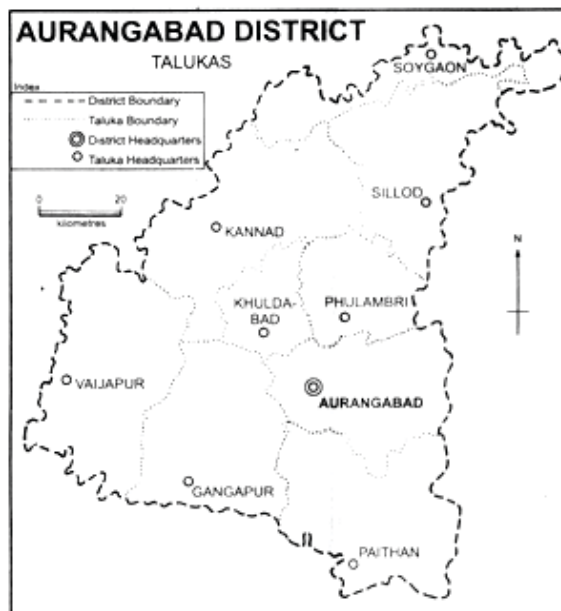 AURANGABAD DISTRICT
TALUKAS
Index
District Boundary
Taluka Boundary
District Headquarters
Taluka Headquarters
0 20
kilometres
N
SOYGAON
SILLOD
KANNAD
KHULDA-
BAD
PHULAMBRI
VAIJAPUR
AURANGABAD
GANGAPUR
PAITHAN